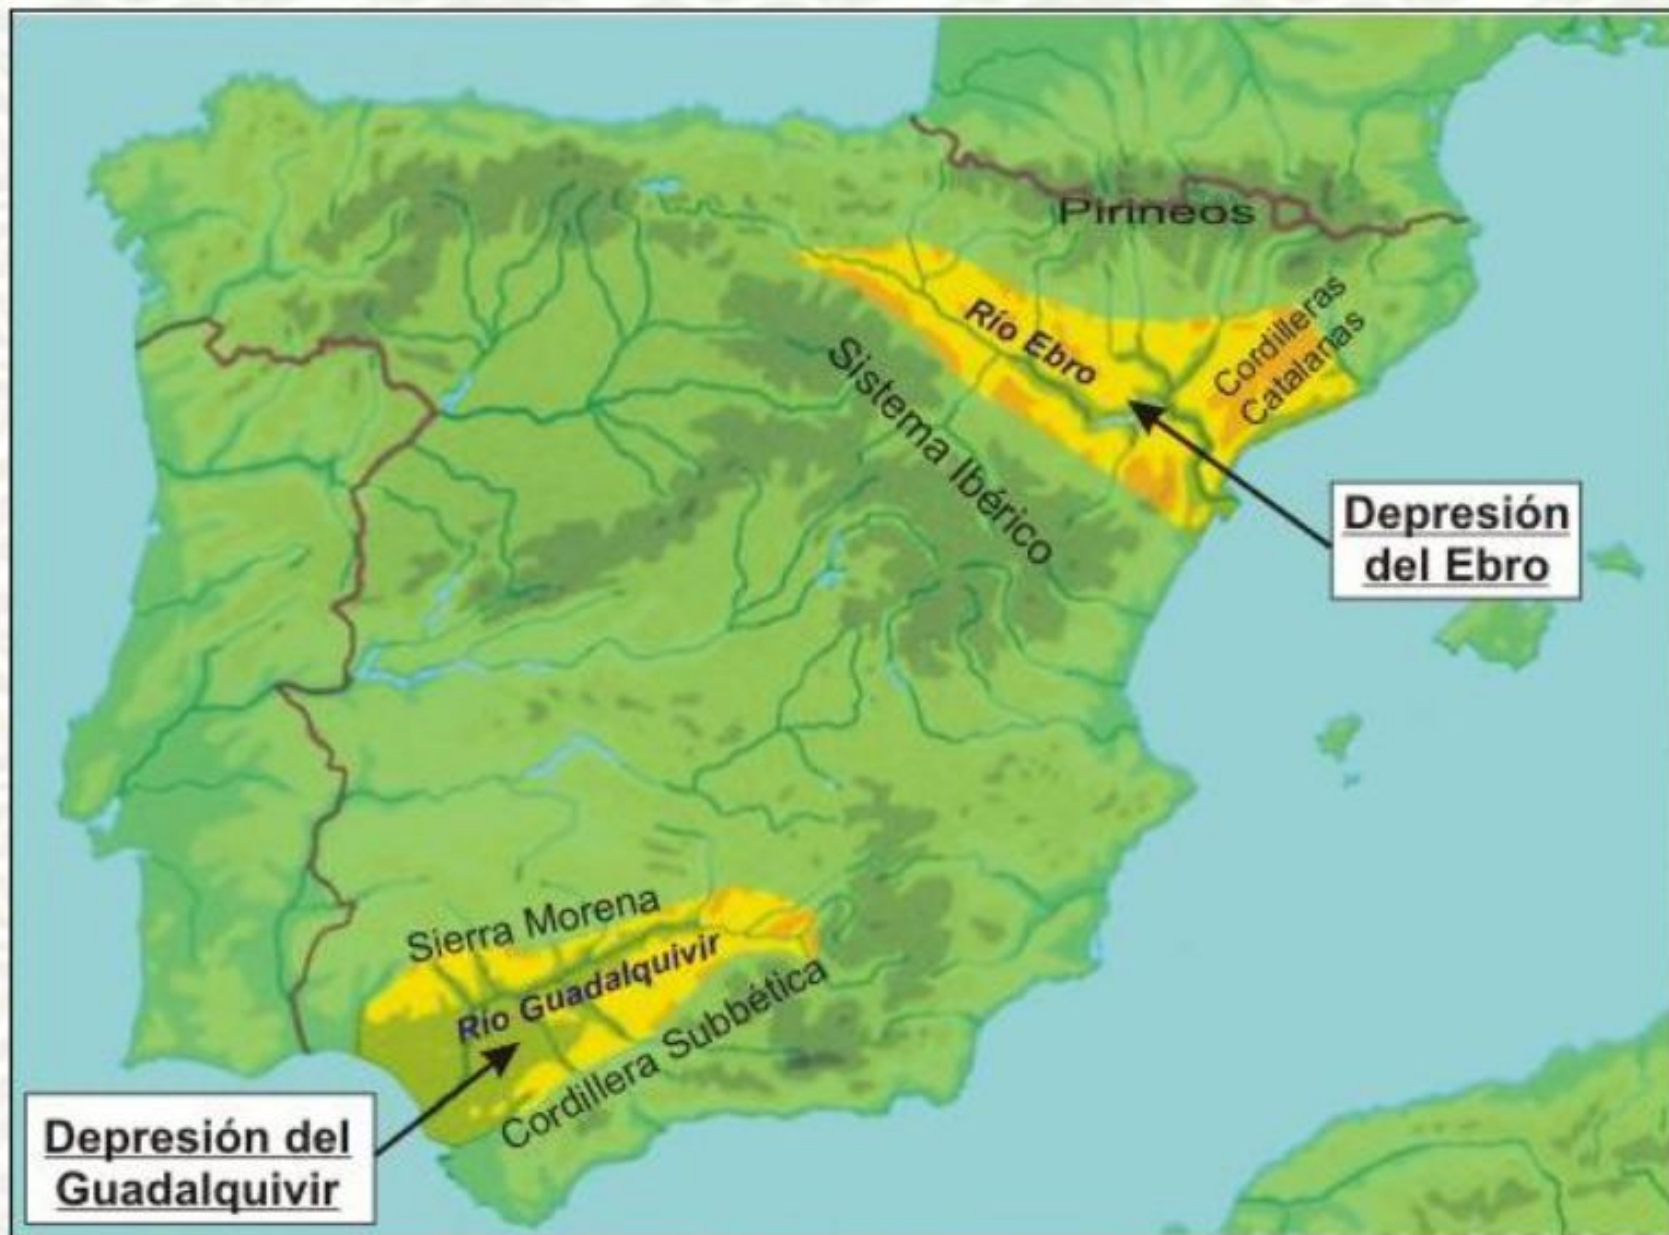 Pirineos
Río Ebro
Cordilleras
Catalanas
Sistema Ibérico
Depresión
del Ebro
Sierra Morena
Río Guadalquivir
Cordillera Subbética
Depresión del
Guadalquivir